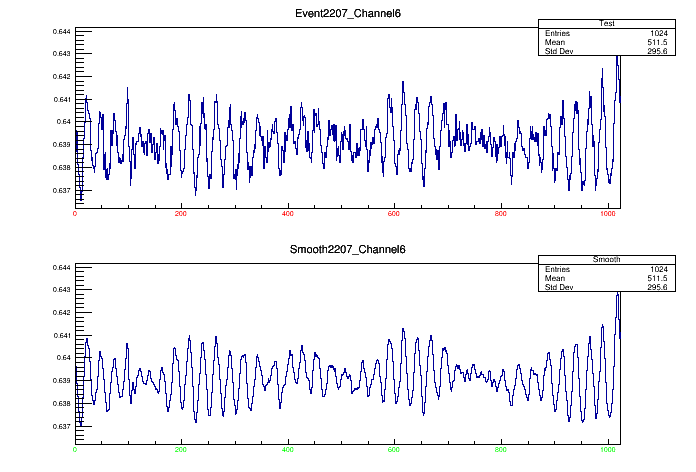 Event2207_Channel6
Test
Entries 1024
Mean 511.5
Std Dev 295.6
0.644
0.643
0.642
0.641
0.64
0.639
0.638
0.637
0 200 400 600 800 1000
Smooth2207_Channel6
Smooth
Entries 1024
Mean 511.5
Std Dev 295.6
0.644
0.643
0.642
0.641
0.64
0.639
0.638
0.637
0 200 400 600 800 1000